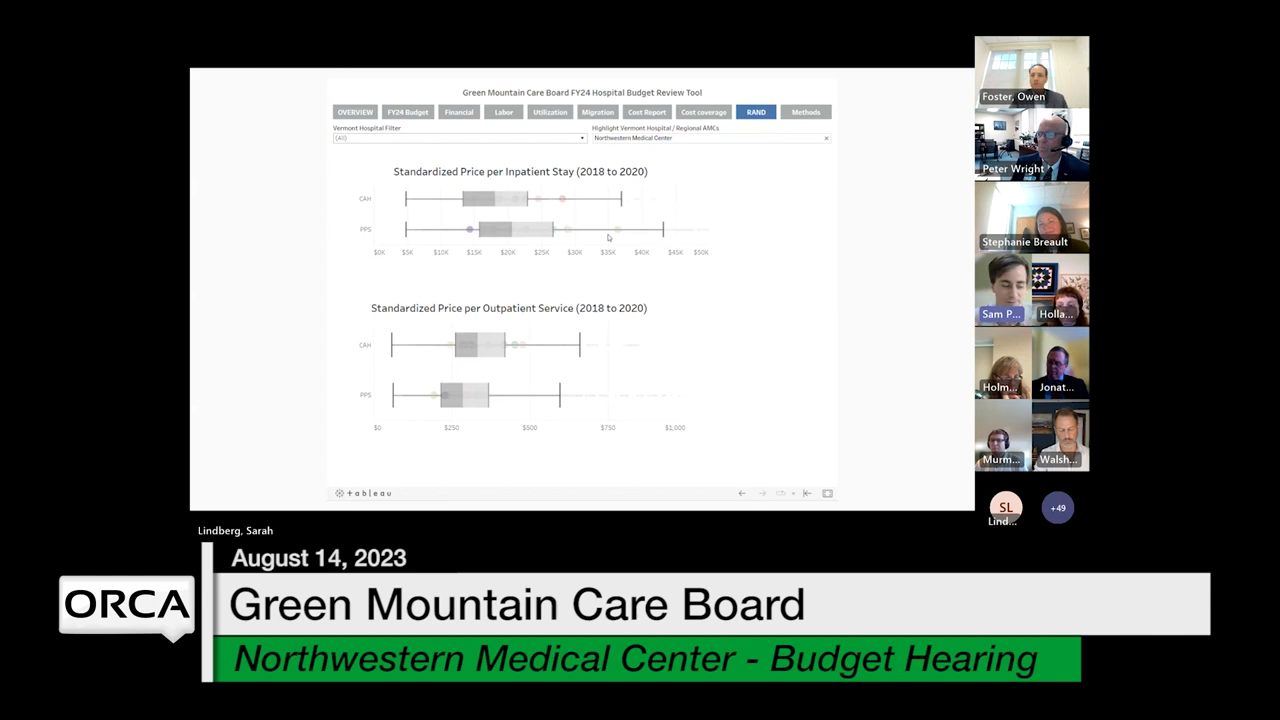 Green Mountain Care Board FY24 Hospital Budget Review Tool
OVERVIEW FY24 Budget Financial Labor Utilization Migration Cost Report Cost coverage RAND Methods
Vermont Hospital Filter Highlight Vermont Hospital / Regional AMCs
(All) Northwestern Medical Center
Standardized Price per Inpatient Stay (2018 to 2020)
CAH
PPS
$0K $5K $10K $15K $20K $25K $30K $35K $40K $45K $50K
Standardized Price per Outpatient Service (2018 to 2020)
CAH
PPS
$0 $250 $500 $750 $1,000
+ableau
Foster, Owen
Peter Wright
Stephanie Breault
Sam P... Holla...
Holm... Jonat...
Murm... Walsh...
SL +49
Lind...
Lindberg, Sarah
August 14, 2023
ORCA
Green Mountain Care Board
Northwestern Medical Center - Budget Hearing